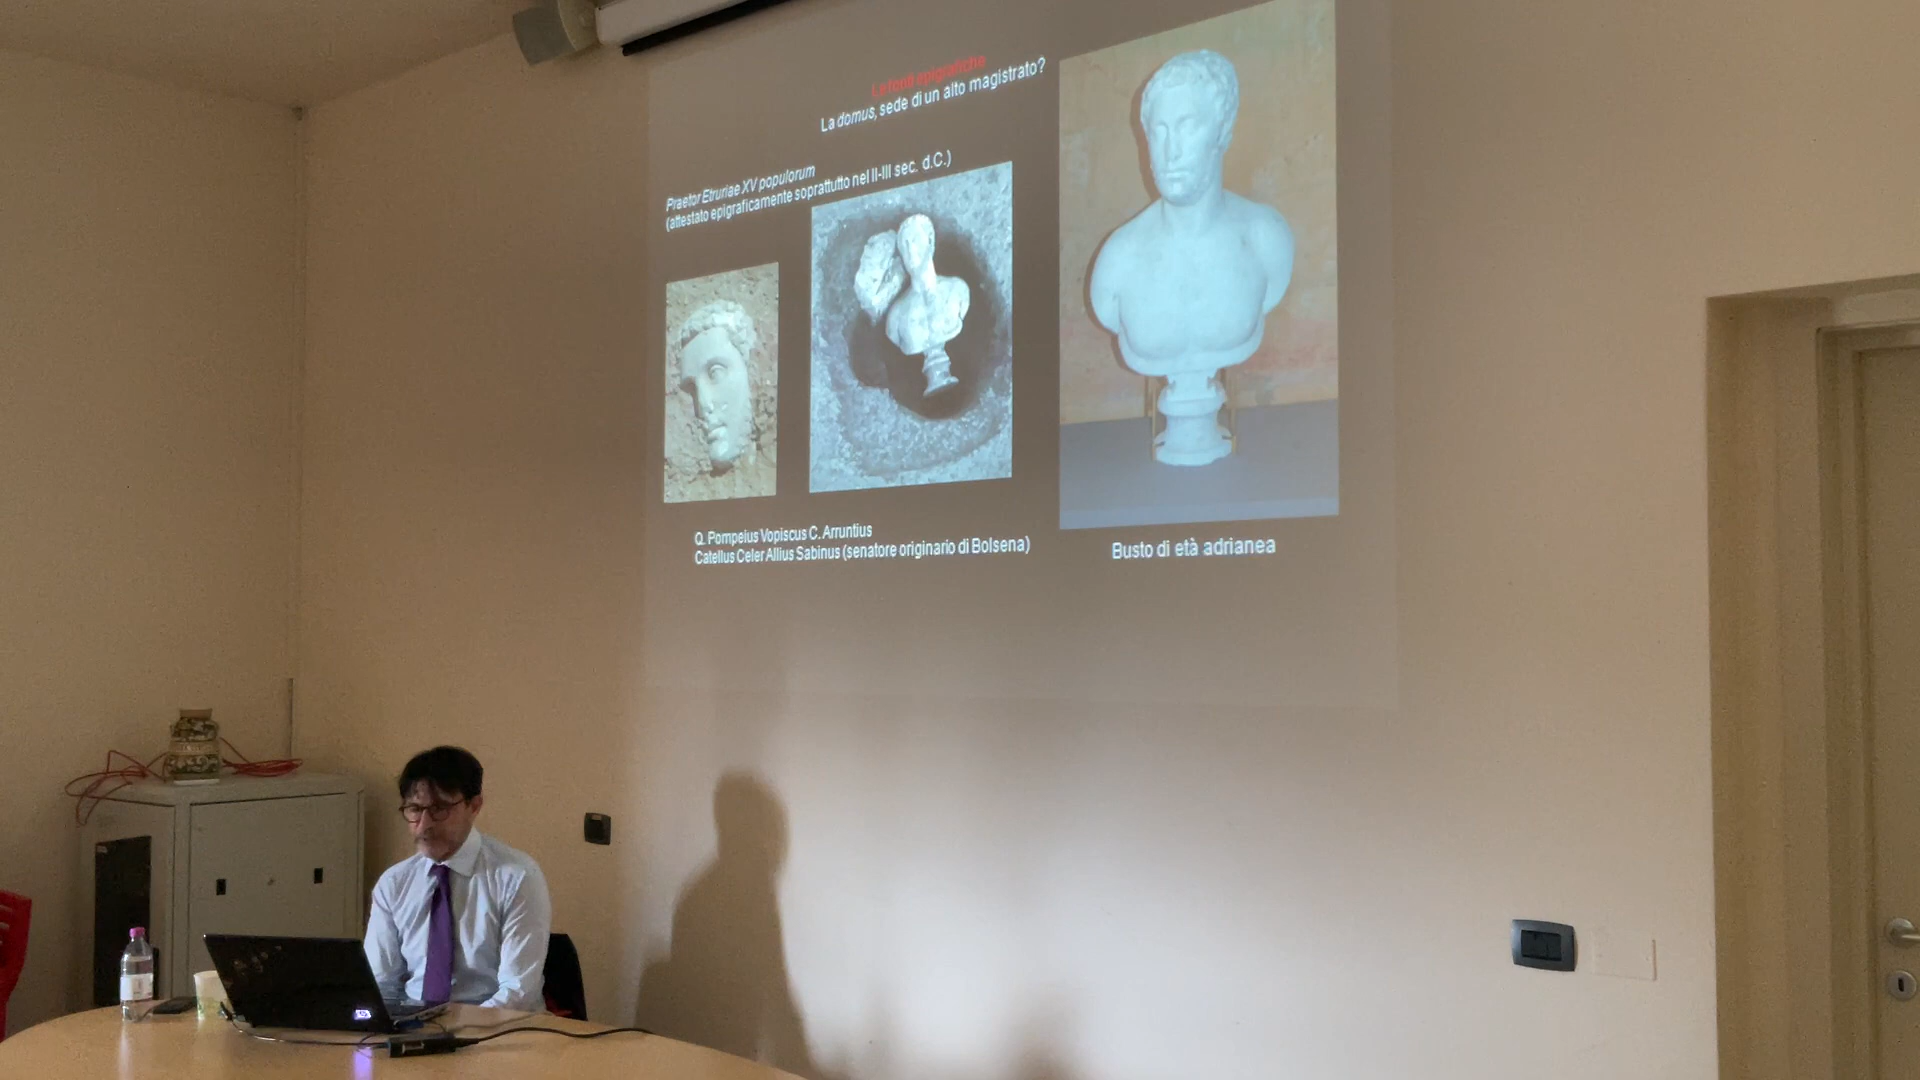 Le fonti epigrafiche
La domus, sede di un alto magistrato?
Praetor Etruriae XV populorum
(attestato epigraficamente soprattutto nel II-III sec. d.C.)
Q. Pompeius Vopiscus C. Arruntius
Catellus Celer Allius Sabinus (senatore originario di Bolsena)
Busto di età adrianea